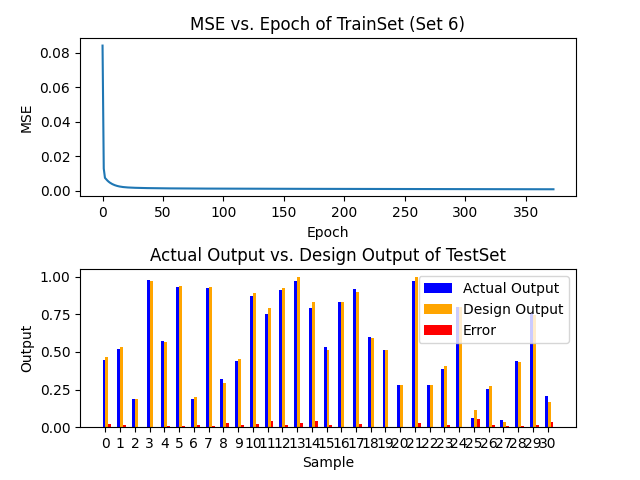 MSE vs. Epoch of TrainSet (Set 6)
0.08
0.06
0.04
0.02
0.00
MSE
0 50 100 150 200 250 300 350
Epoch
Actual Output vs. Design Output of TestSet
1.00
0.75
0.50
0.25
0.00
Output
Actual Output
Design Output
Error
0 1 2 3 4 5 6 7 8 9 10 11 12 13 14 15 16 17 18 19 20 21 22 23 24 25 26 27 28 29 30
Sample